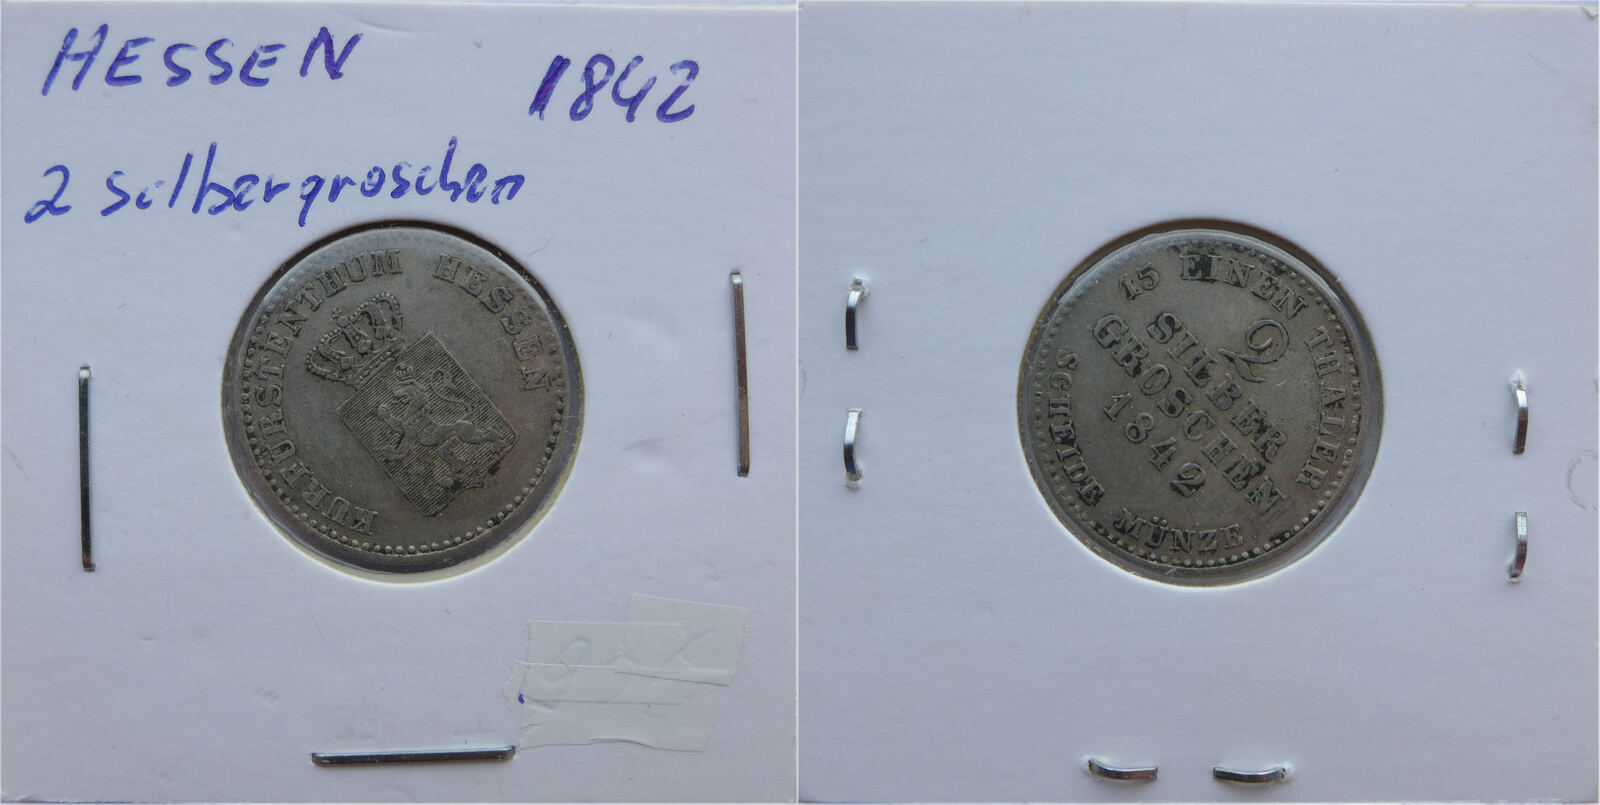 HESSEN 1842
2 Silbergroschen
KURFÜRSTENTHUM HESSEN
15 EINEN THALER
2
SILBER
GROSCHEN
1842
SCHEIDE MÜNZE